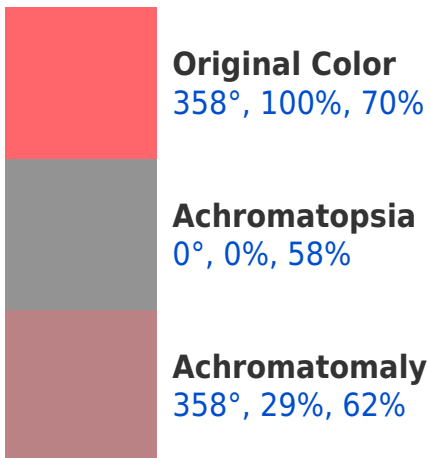 Original Color
358°, 100%, 70%
Achromatopsia
0°, 0%, 58%
Achromatomaly
358°, 29%, 62%